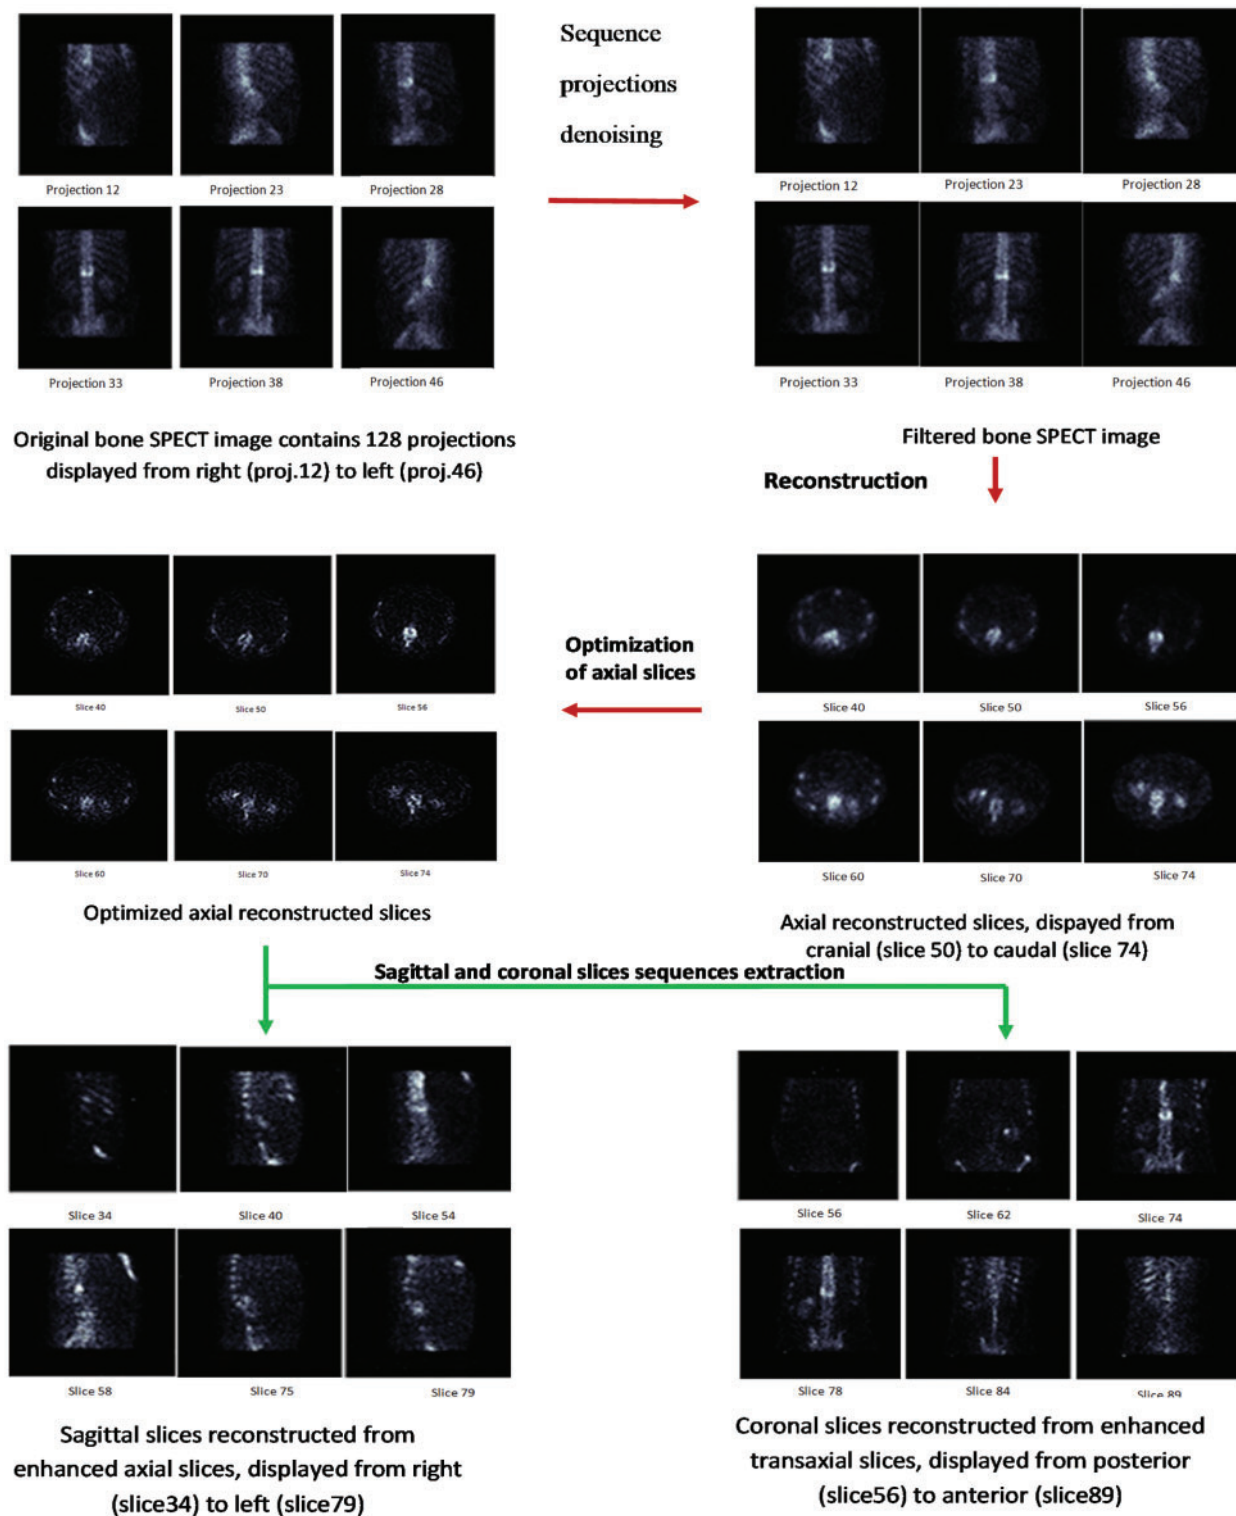 Sequence
projections
denoising
Projection 12
Projection 23
Projection 28
Projection 33
Projection 38
Projection 46
Original bone SPECT image contains 128 projections
displayed from right (proj.12) to left (proj.46)
Projection 12
Projection 23
Projection 28
Projection 33
Projection 38
Projection 46
Filtered bone SPECT image
Reconstruction
Slice 40
Slice 50
Slice 56
Slice 60
Slice 70
Slice 74
Axial reconstructed slices, dispayed from
cranial (slice 50) to caudal (slice 74)
Optimization
of axial slices
Slice 40
Slice 50
Slice 56
Slice 60
Slice 70
Slice 74
Optimized axial reconstructed slices
Sagittal and coronal slices sequences extraction
Slice 34
Slice 40
Slice 54
Slice 58
Slice 75
Slice 79
Sagittal slices reconstructed from
enhanced axial slices, displayed from right
(slice34) to left (slice79)
Slice 56
Slice 62
Slice 74
Slice 78
Slice 84
Slice 89
Coronal slices reconstructed from enhanced
transaxial slices, displayed from posterior
(slice56) to anterior (slice89)